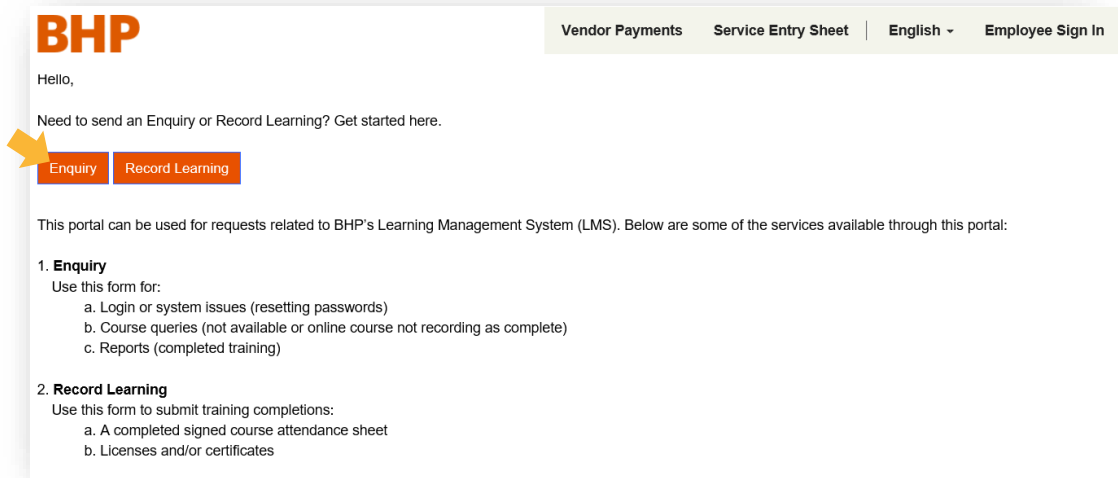 BHP
Vendor Payments Service Entry Sheet English Employee Sign In
Hello,
Need to send an Enquiry or Record Learning? Get started here.
Enquiry Record Learning
This portal can be used for requests related to BHP's Learning Management System (LMS). Below are some of the services available through this portal:
1. Enquiry
Use this form for:
a. Login or system issues (resetting passwords)
b. Course queries (not available or online course not recording as complete)
c. Reports (completed training)
2. Record Learning
Use this form to submit training completions:
a. A completed signed course attendance sheet
b. Licenses and/or certificates